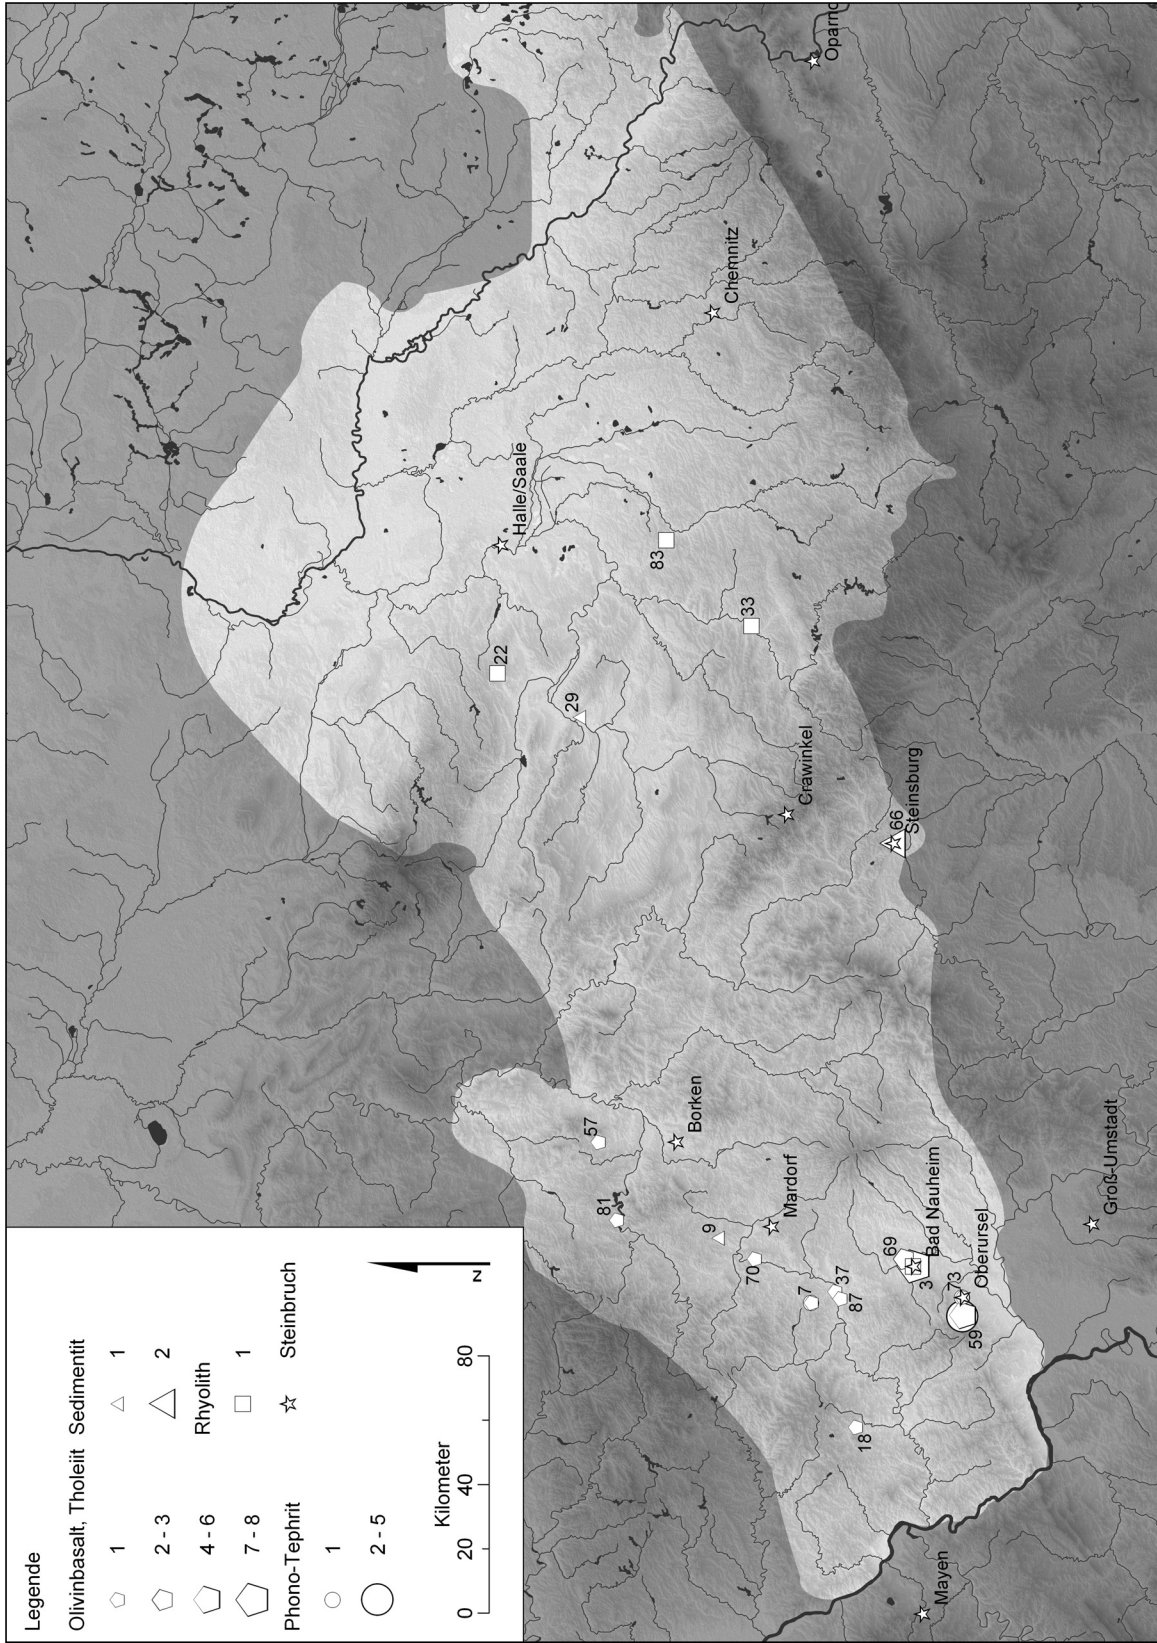 Legende
Olivinbasalt, Tholeiit
1
2 - 3
4 - 6
7 - 8
Phono-Tephrit
1
2 - 5
Sedimentit
1
2
Rhyolith
1
Steinbruch
Kilometer
0 20 40 80
N
Oparno
Chemnitz
Halle/Saale
83
33
22
29
Crawinkel
66
Steinsburg
57
Borken
81
9
Mardorf
70
7
37
87
69
3
Bad Nauheim
73
Oberursel
59
18
Groß-Umstadt
Mayen